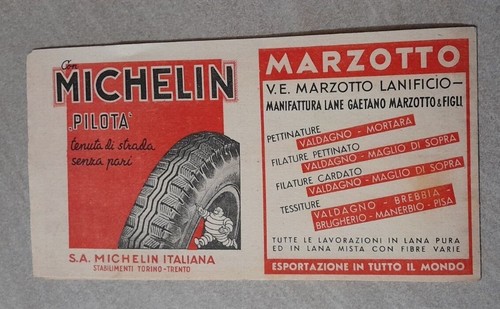 Con
MICHELIN
"PILOTA"
tenuta di strada
senza pari
S.A. MICHELIN ITALIANA
STABILIMENTI TORINO-TRENTO
MARZOTTO
V.E. MARZOTTO LANIFICIO-
MANIFATTURA LANE GAETANO MARZOTTO & FIGLI
PETTINATURE
VALDAGNO - MORTARA
FILATURE PETTINATO
VALDAGNO - MAGLIO DI SOPRA
FILATURE CARDATO
VALDAGNO - MAGLIO DI SOPRA
TESSITURE
VALDAGNO - BREBBIA -
BRUGHERIO - MANERBIO - PISA
TUTTE LE LAVORAZIONI IN LANA PURA
ED IN LANA MISTA CON FIBRE VARIE
ESPORTAZIONE IN TUTTO IL MONDO